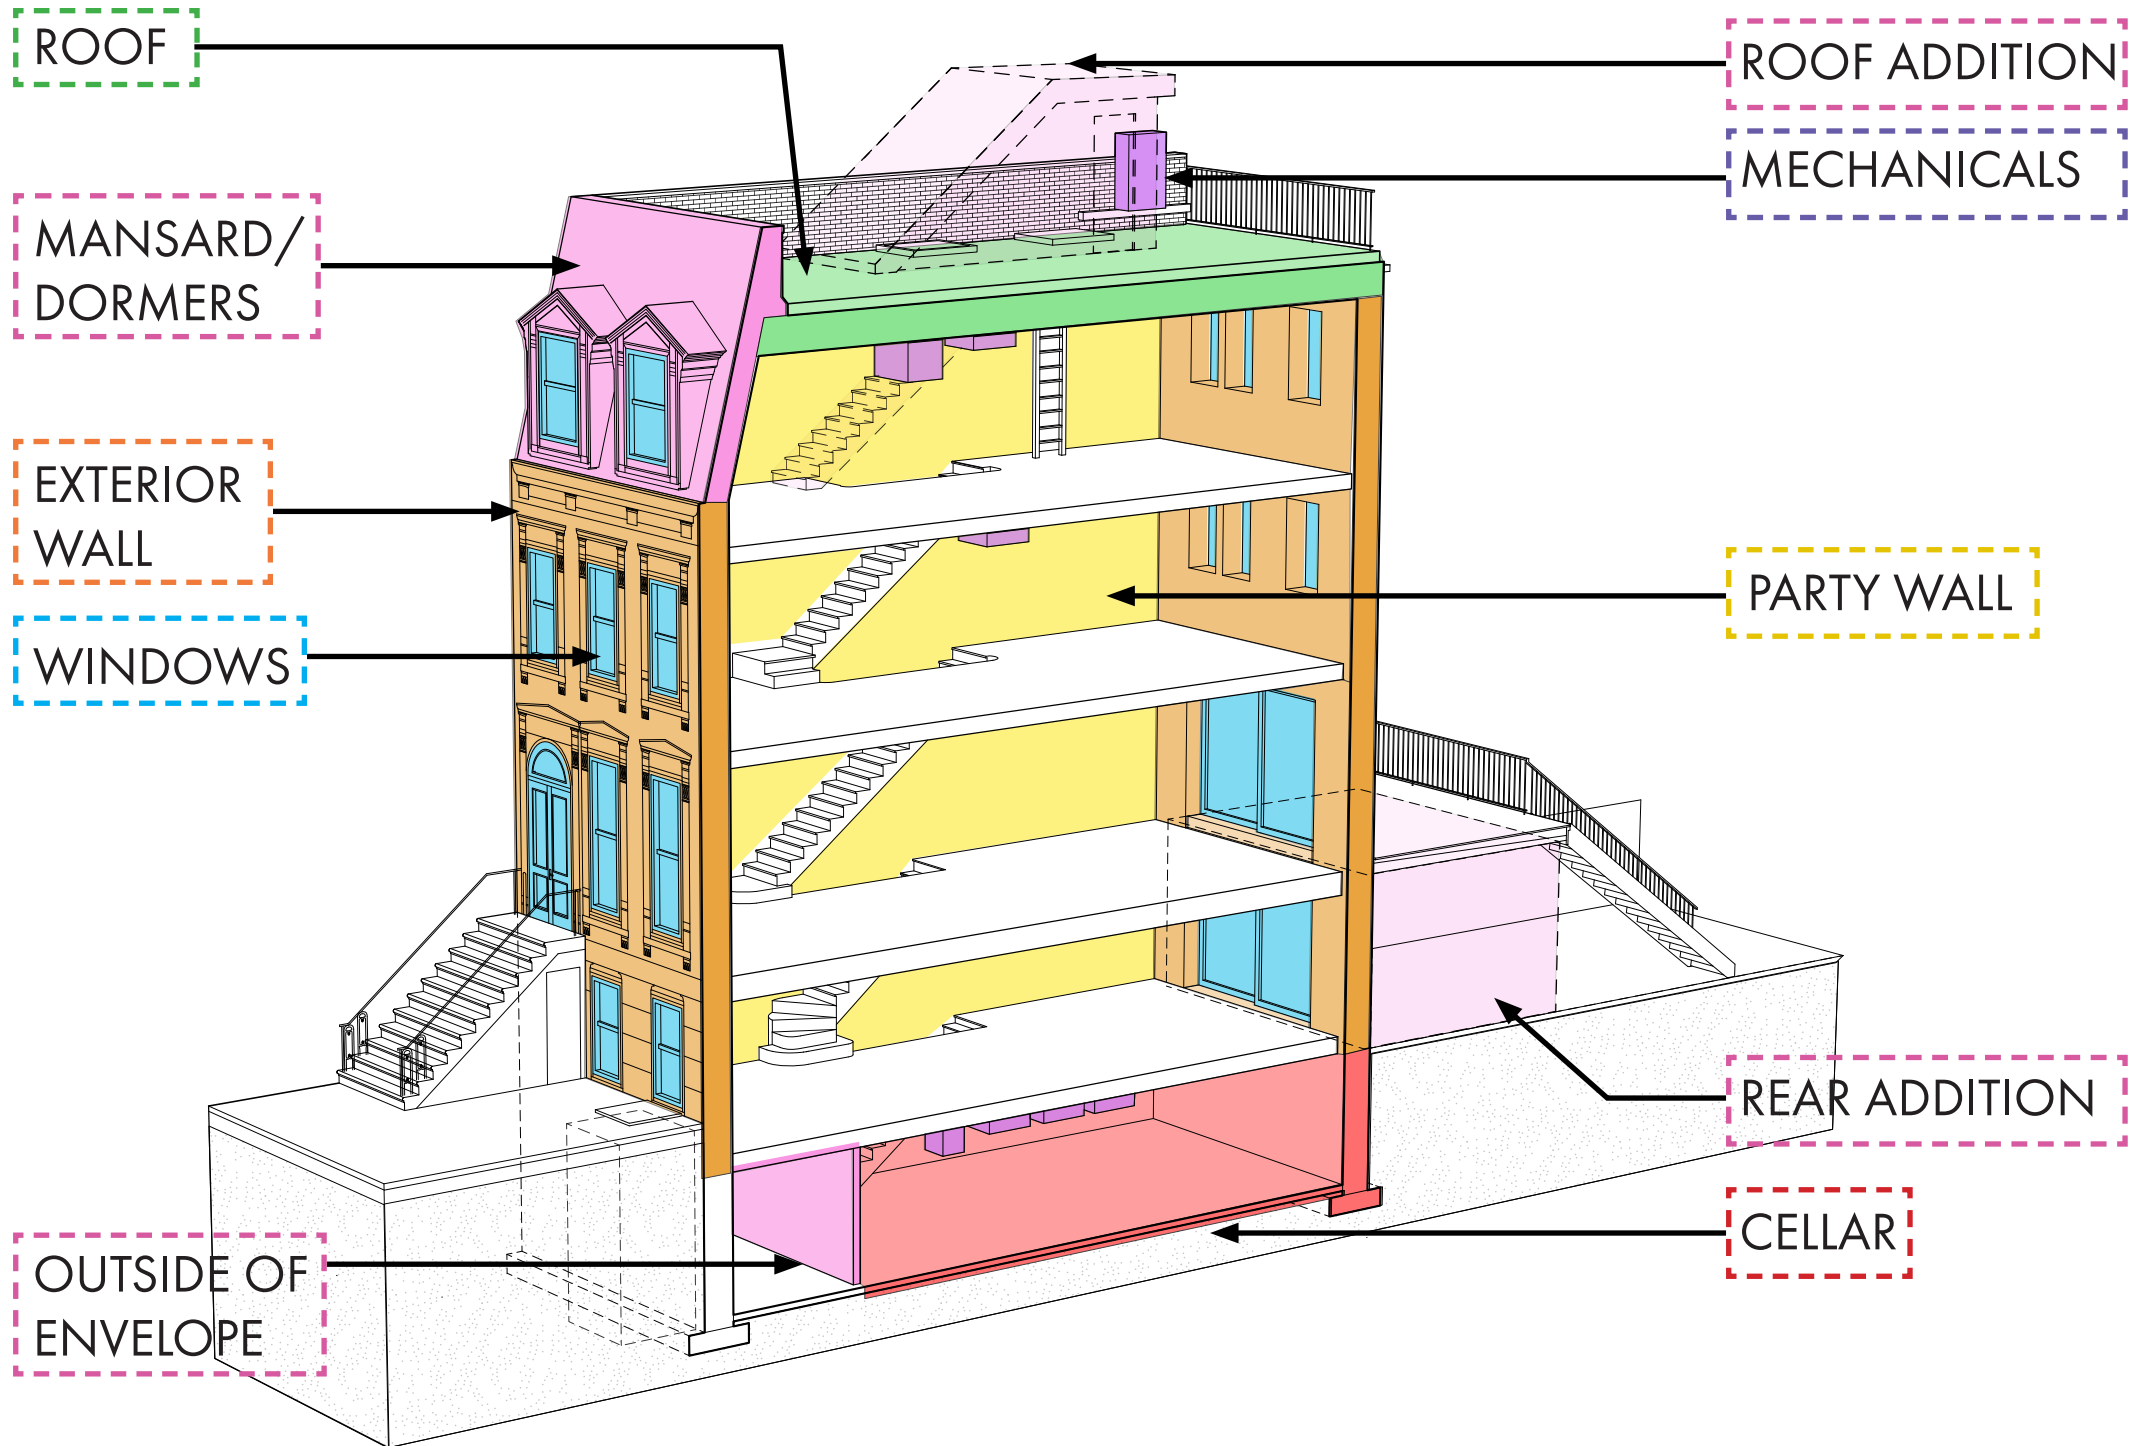 ROOF
MANSARD/
DORMERS
EXTERIOR
WALL
WINDOWS
OUTSIDE OF
ENVELOPE
ROOF ADDITION
MECHANICALS
PARTY WALL
REAR ADDITION
CELLAR